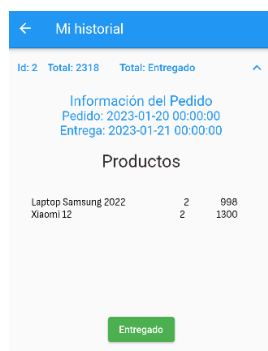 Mi historial
Id: 2 Total: 2318 Total: Entregado
Información del Pedido
Pedido: 2023-01-20 00:00:00
Entrega: 2023-01-21 00:00:00
Productos
Laptop Samsung 2022 2 998
Xiaomi 12 2 1300
Entregado